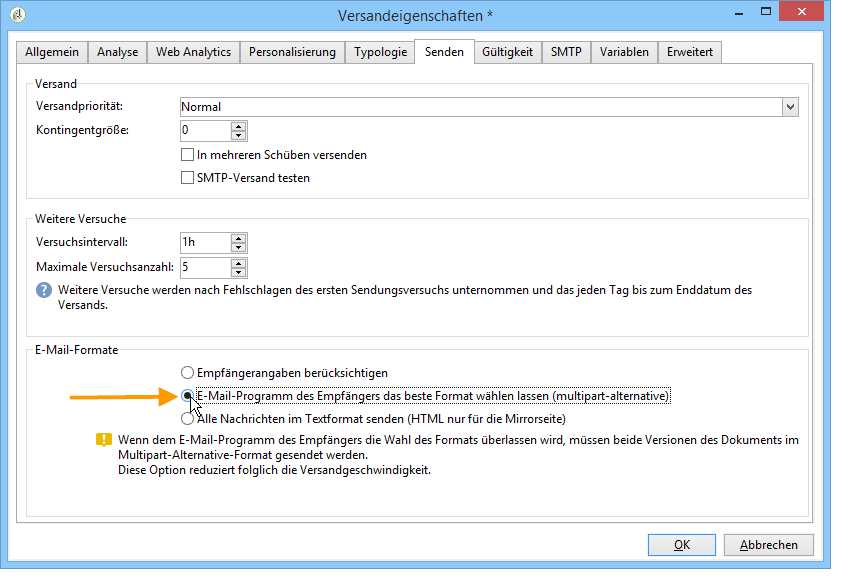 Versandeigenschaften *
Allgemein Analyse Web Analytics Personalisierung Typologie Senden Gültigkeit SMTP Variablen Erweitert
Versand
Versandpriorität: Normal
Kontingentgröße: 0
In mehreren Schüben versenden
SMTP-Versand testen
Weitere Versuche
Versuchsintervall: 1h
Maximale Versuchsanzahl: 5
Weitere Versuche werden nach Fehlschlagen des ersten Sendungsversuchs unternommen und das jeden Tag bis zum Enddatum des
Versands.
E-Mail-Formate
Empfängerangaben berücksichtigen
E-Mail-Programm des Empfängers das beste Format wählen lassen (multipart-alternative)
Alle Nachrichten im Textformat senden (HTML nur für die Mirrorseite)
Wenn dem E-Mail-Programm des Empfängers die Wahl des Formats überlassen wird, müssen beide Versionen des Dokuments im
Multipart-Alternative-Format gesendet werden.
Diese Option reduziert folglich die Versandgeschwindigkeit.
OK Abbrechen